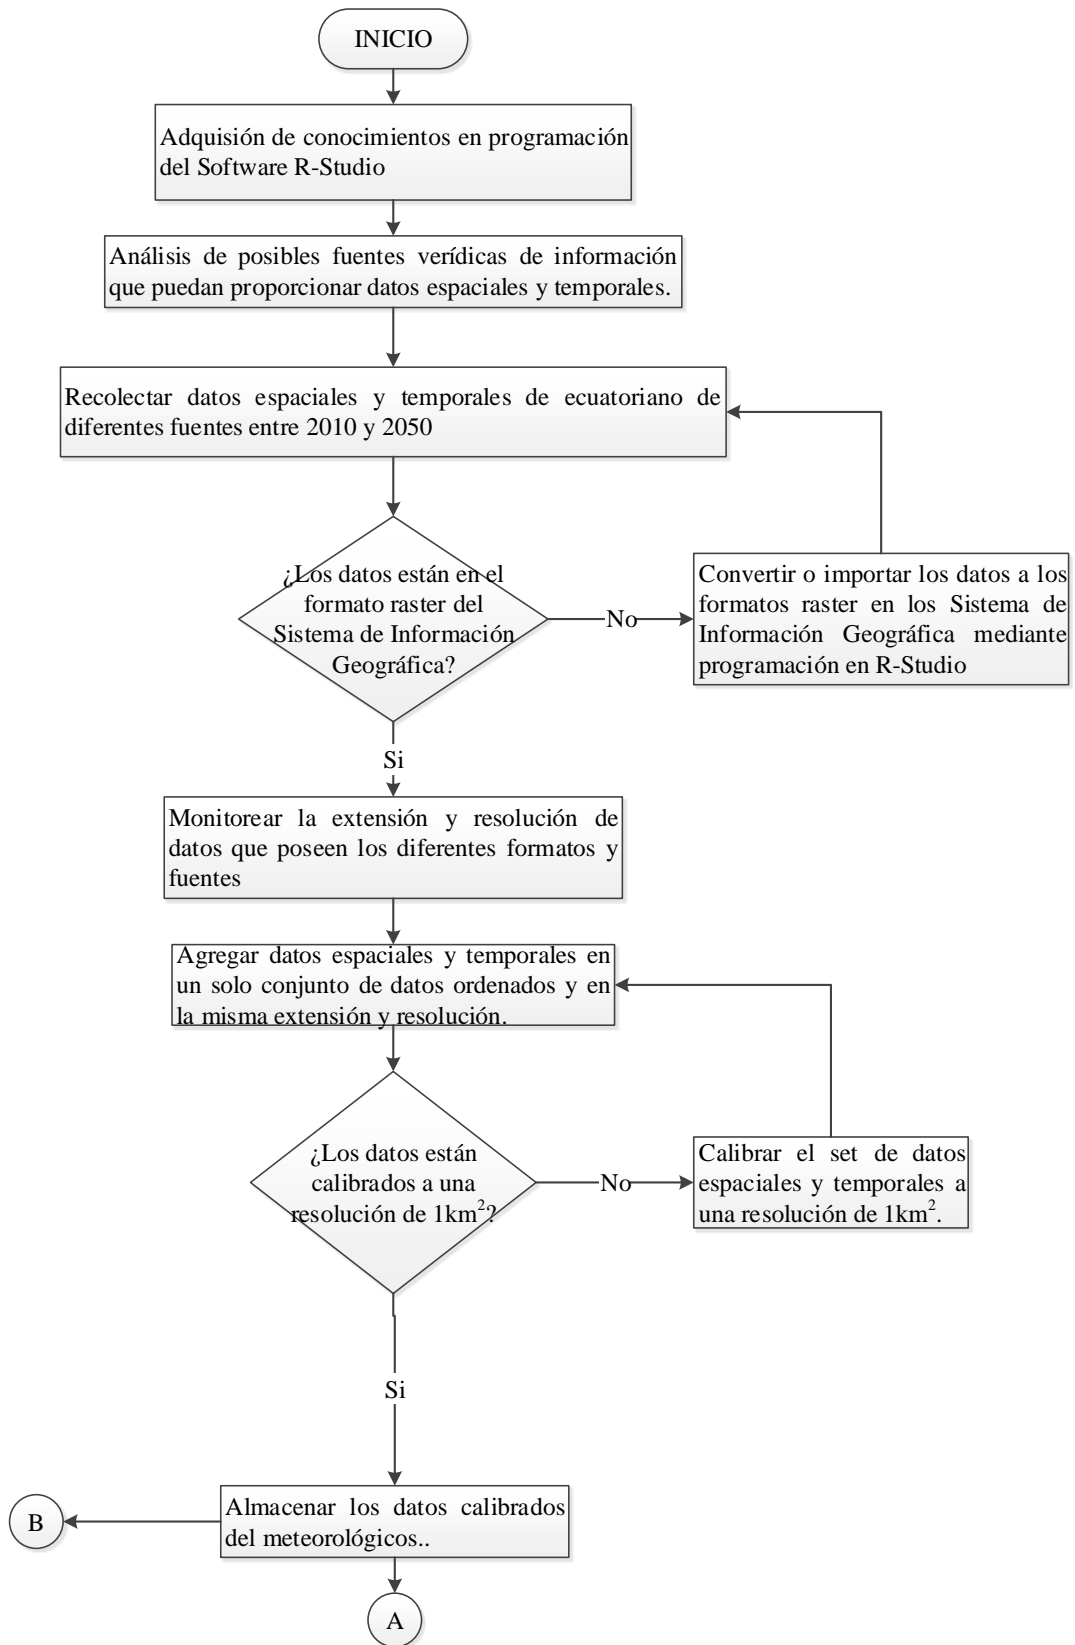 INICIO
Adquisión de conocimientos en programación
del Software R-Studio
Análisis de posibles fuentes verídicas de información
que puedan proporcionar datos espaciales y temporales.
Recolectar datos espaciales y temporales de ecuatoriano de
diferentes fuentes entre 2010 y 2050
¿Los datos están en el
formato raster del
Sistema de Información
Geográfica?
No
Convertir o importar los datos a los
formatos raster en los Sistema de
Información Geográfica mediante
programación en R-Studio
Si
Monitorear la extensión y resolución de
datos que poseen los diferentes formatos y
fuentes
Agregar datos espaciales y temporales en
un solo conjunto de datos ordenados y en
la misma extensión y resolución.
¿Los datos están
calibrados a una
resolución de 1km²?
No
Calibrar el set de datos
espaciales y temporales a
una resolución de 1km².
Si
Almacenar los datos calibrados
del meteorológicos..
B
A